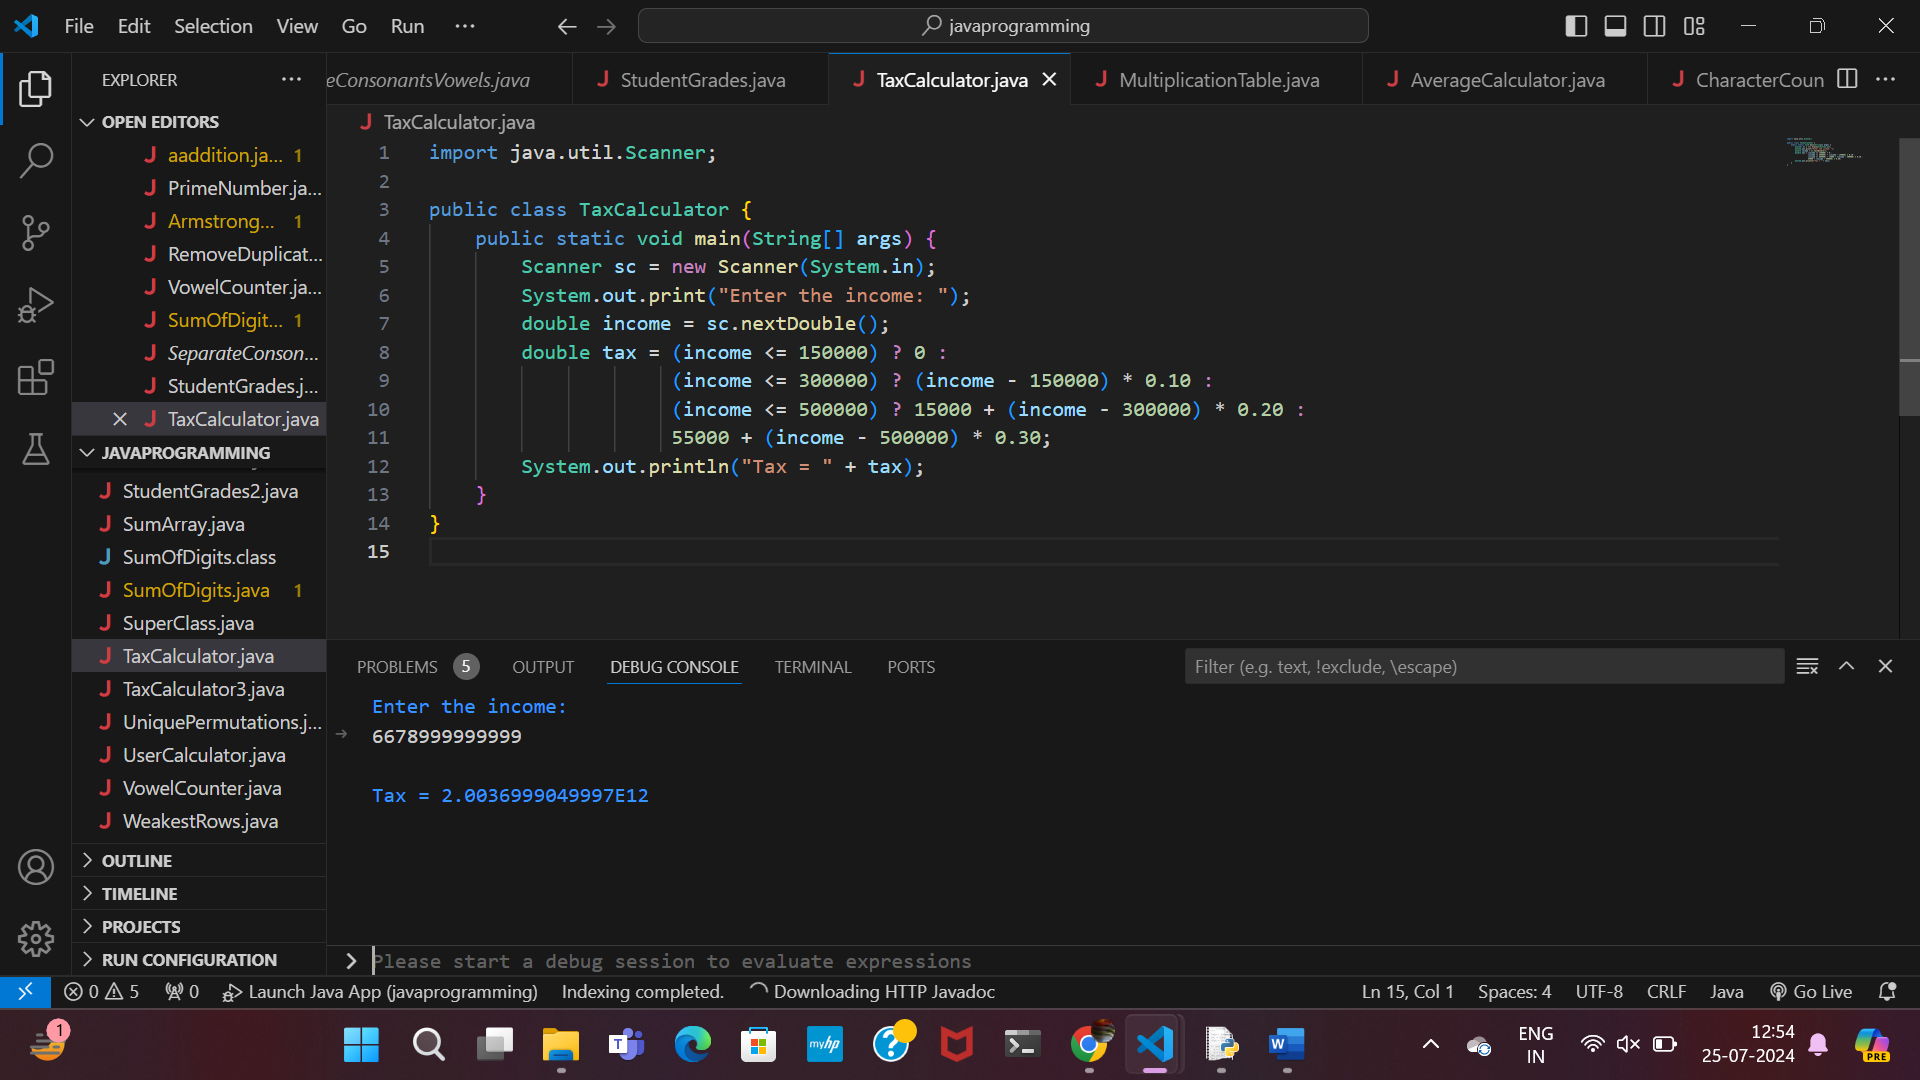 File Edit Selection View Go Run ···
javaprogramming
EXPLORER ···
eConsonantsVowels.java
StudentGrades.java
TaxCalculator.java
MultiplicationTable.java
AverageCalculator.java
CharacterCoun
OPEN EDITORS
aaddition.ja... 1
PrimeNumber.ja...
Armstrong... 1
RemoveDuplicat...
VowelCounter.ja...
SumOfDigit... 1
SeparateConson...
StudentGrades.j...
TaxCalculator.java
JAVAPROGRAMMING
StudentGrades2.java
SumArray.java
SumOfDigits.class
SumOfDigits.java 1
SuperClass.java
TaxCalculator.java
TaxCalculator3.java
UniquePermutations.j...
UserCalculator.java
VowelCounter.java
WeakestRows.java
OUTLINE
TIMELINE
PROJECTS
RUN CONFIGURATION
TaxCalculator.java
1 import java.util.Scanner;
2
3 public class TaxCalculator {
4 public static void main(String[] args) {
5 Scanner sc = new Scanner(System.in);
6 System.out.print("Enter the income: ");
7 double income = sc.nextDouble();
8 double tax = (income <= 150000) ? 0 :
9 (income <= 300000) ? (income - 150000) * 0.10 :
10 (income <= 500000) ? 15000 + (income - 300000) * 0.20 :
11 55000 + (income - 500000) * 0.30;
12 System.out.println("Tax = " + tax);
13 }
14 }
15
PROBLEMS 5 OUTPUT DEBUG CONSOLE TERMINAL PORTS
Filter (e.g. text, !exclude, \escape)
Enter the income:
6678999999999
Tax = 2.0036999049997E12
Please start a debug session to evaluate expressions
0 5 0 Launch Java App (javaprogramming) Indexing completed. Downloading HTTP Javadoc
Ln 15, Col 1 Spaces: 4 UTF-8 CRLF Java Go Live
1
myhp
ENG
IN
12:54
25-07-2024
PRE